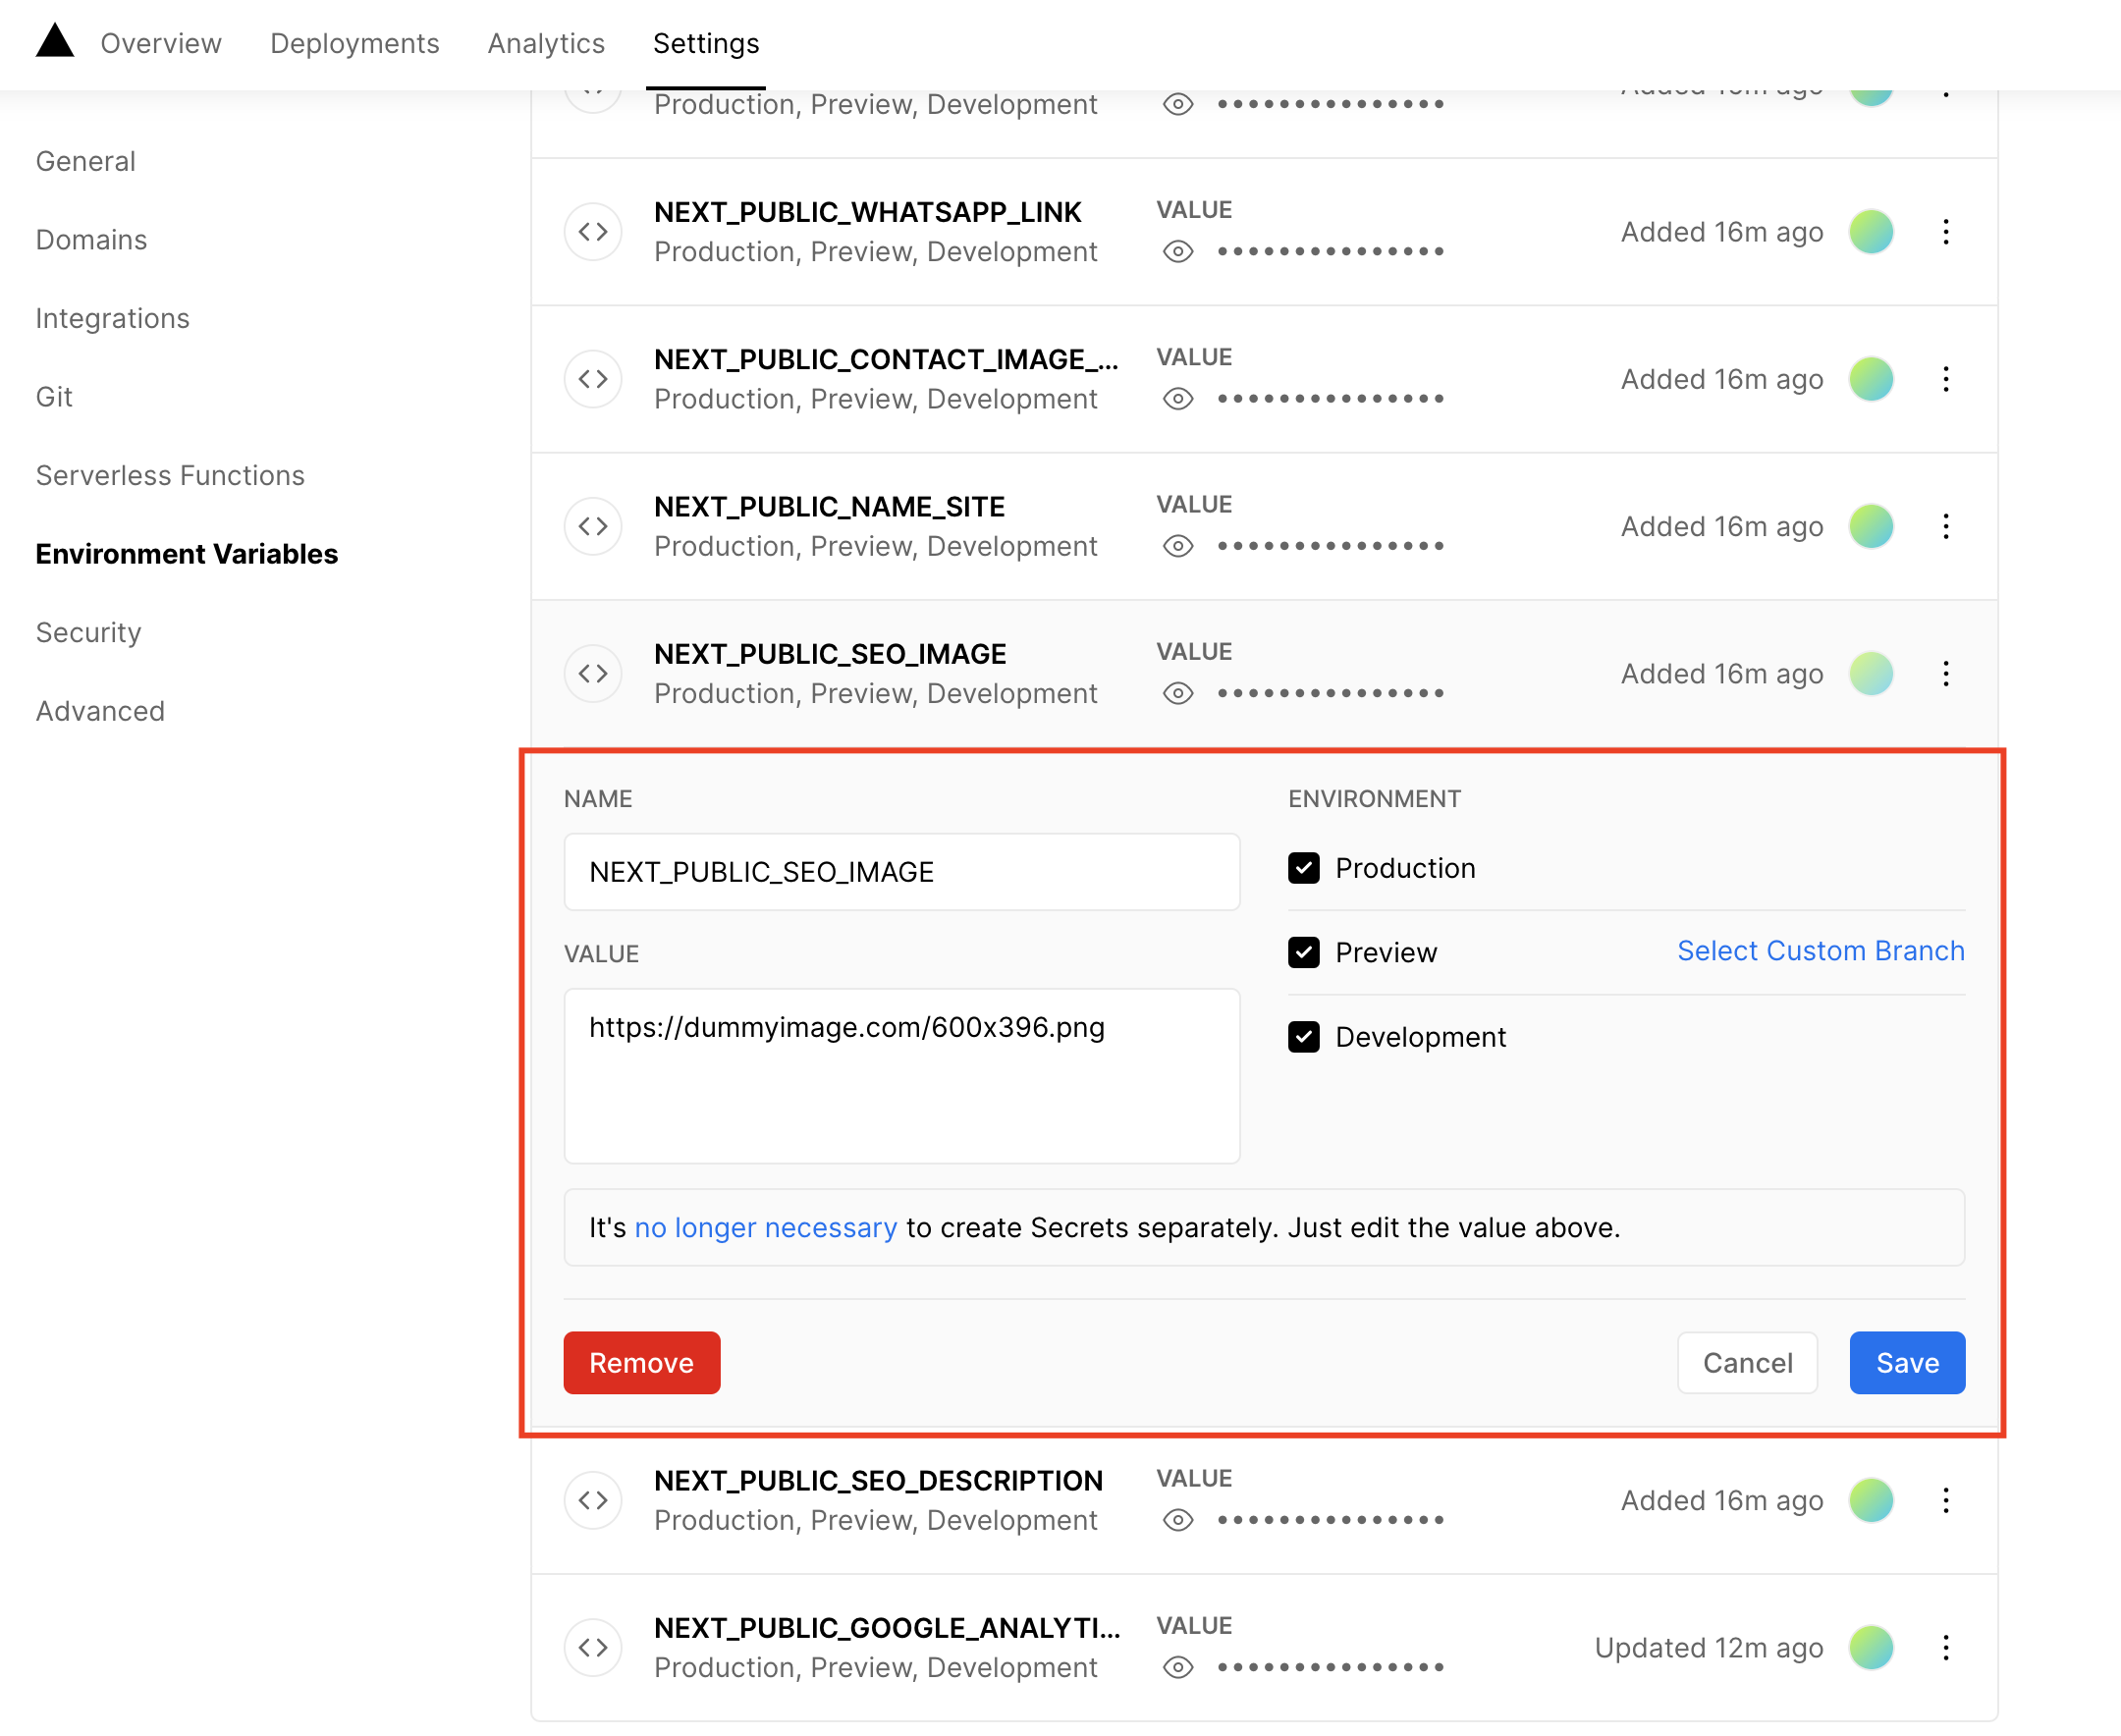 Overview Deployments Analytics Settings
General
Domains
Integrations
Git
Serverless Functions
Environment Variables
Security
Advanced
Production, Preview, Development ••••••••••••••• Added 16m ago
NEXT_PUBLIC_WHATSAPP_LINK VALUE
Production, Preview, Development ••••••••••••••• Added 16m ago
NEXT_PUBLIC_CONTACT_IMAGE_... VALUE
Production, Preview, Development ••••••••••••••• Added 16m ago
NEXT_PUBLIC_NAME_SITE VALUE
Production, Preview, Development ••••••••••••••• Added 16m ago
NEXT_PUBLIC_SEO_IMAGE VALUE
Production, Preview, Development ••••••••••••••• Added 16m ago
NAME
NEXT_PUBLIC_SEO_IMAGE
VALUE
https://dummyimage.com/600x396.png
ENVIRONMENT
Production
Preview Select Custom Branch
Development
It's no longer necessary to create Secrets separately. Just edit the value above.
Remove Cancel Save
NEXT_PUBLIC_SEO_DESCRIPTION VALUE
Production, Preview, Development ••••••••••••••• Added 16m ago
NEXT_PUBLIC_GOOGLE_ANALYTI... VALUE
Production, Preview, Development ••••••••••••••• Updated 12m ago